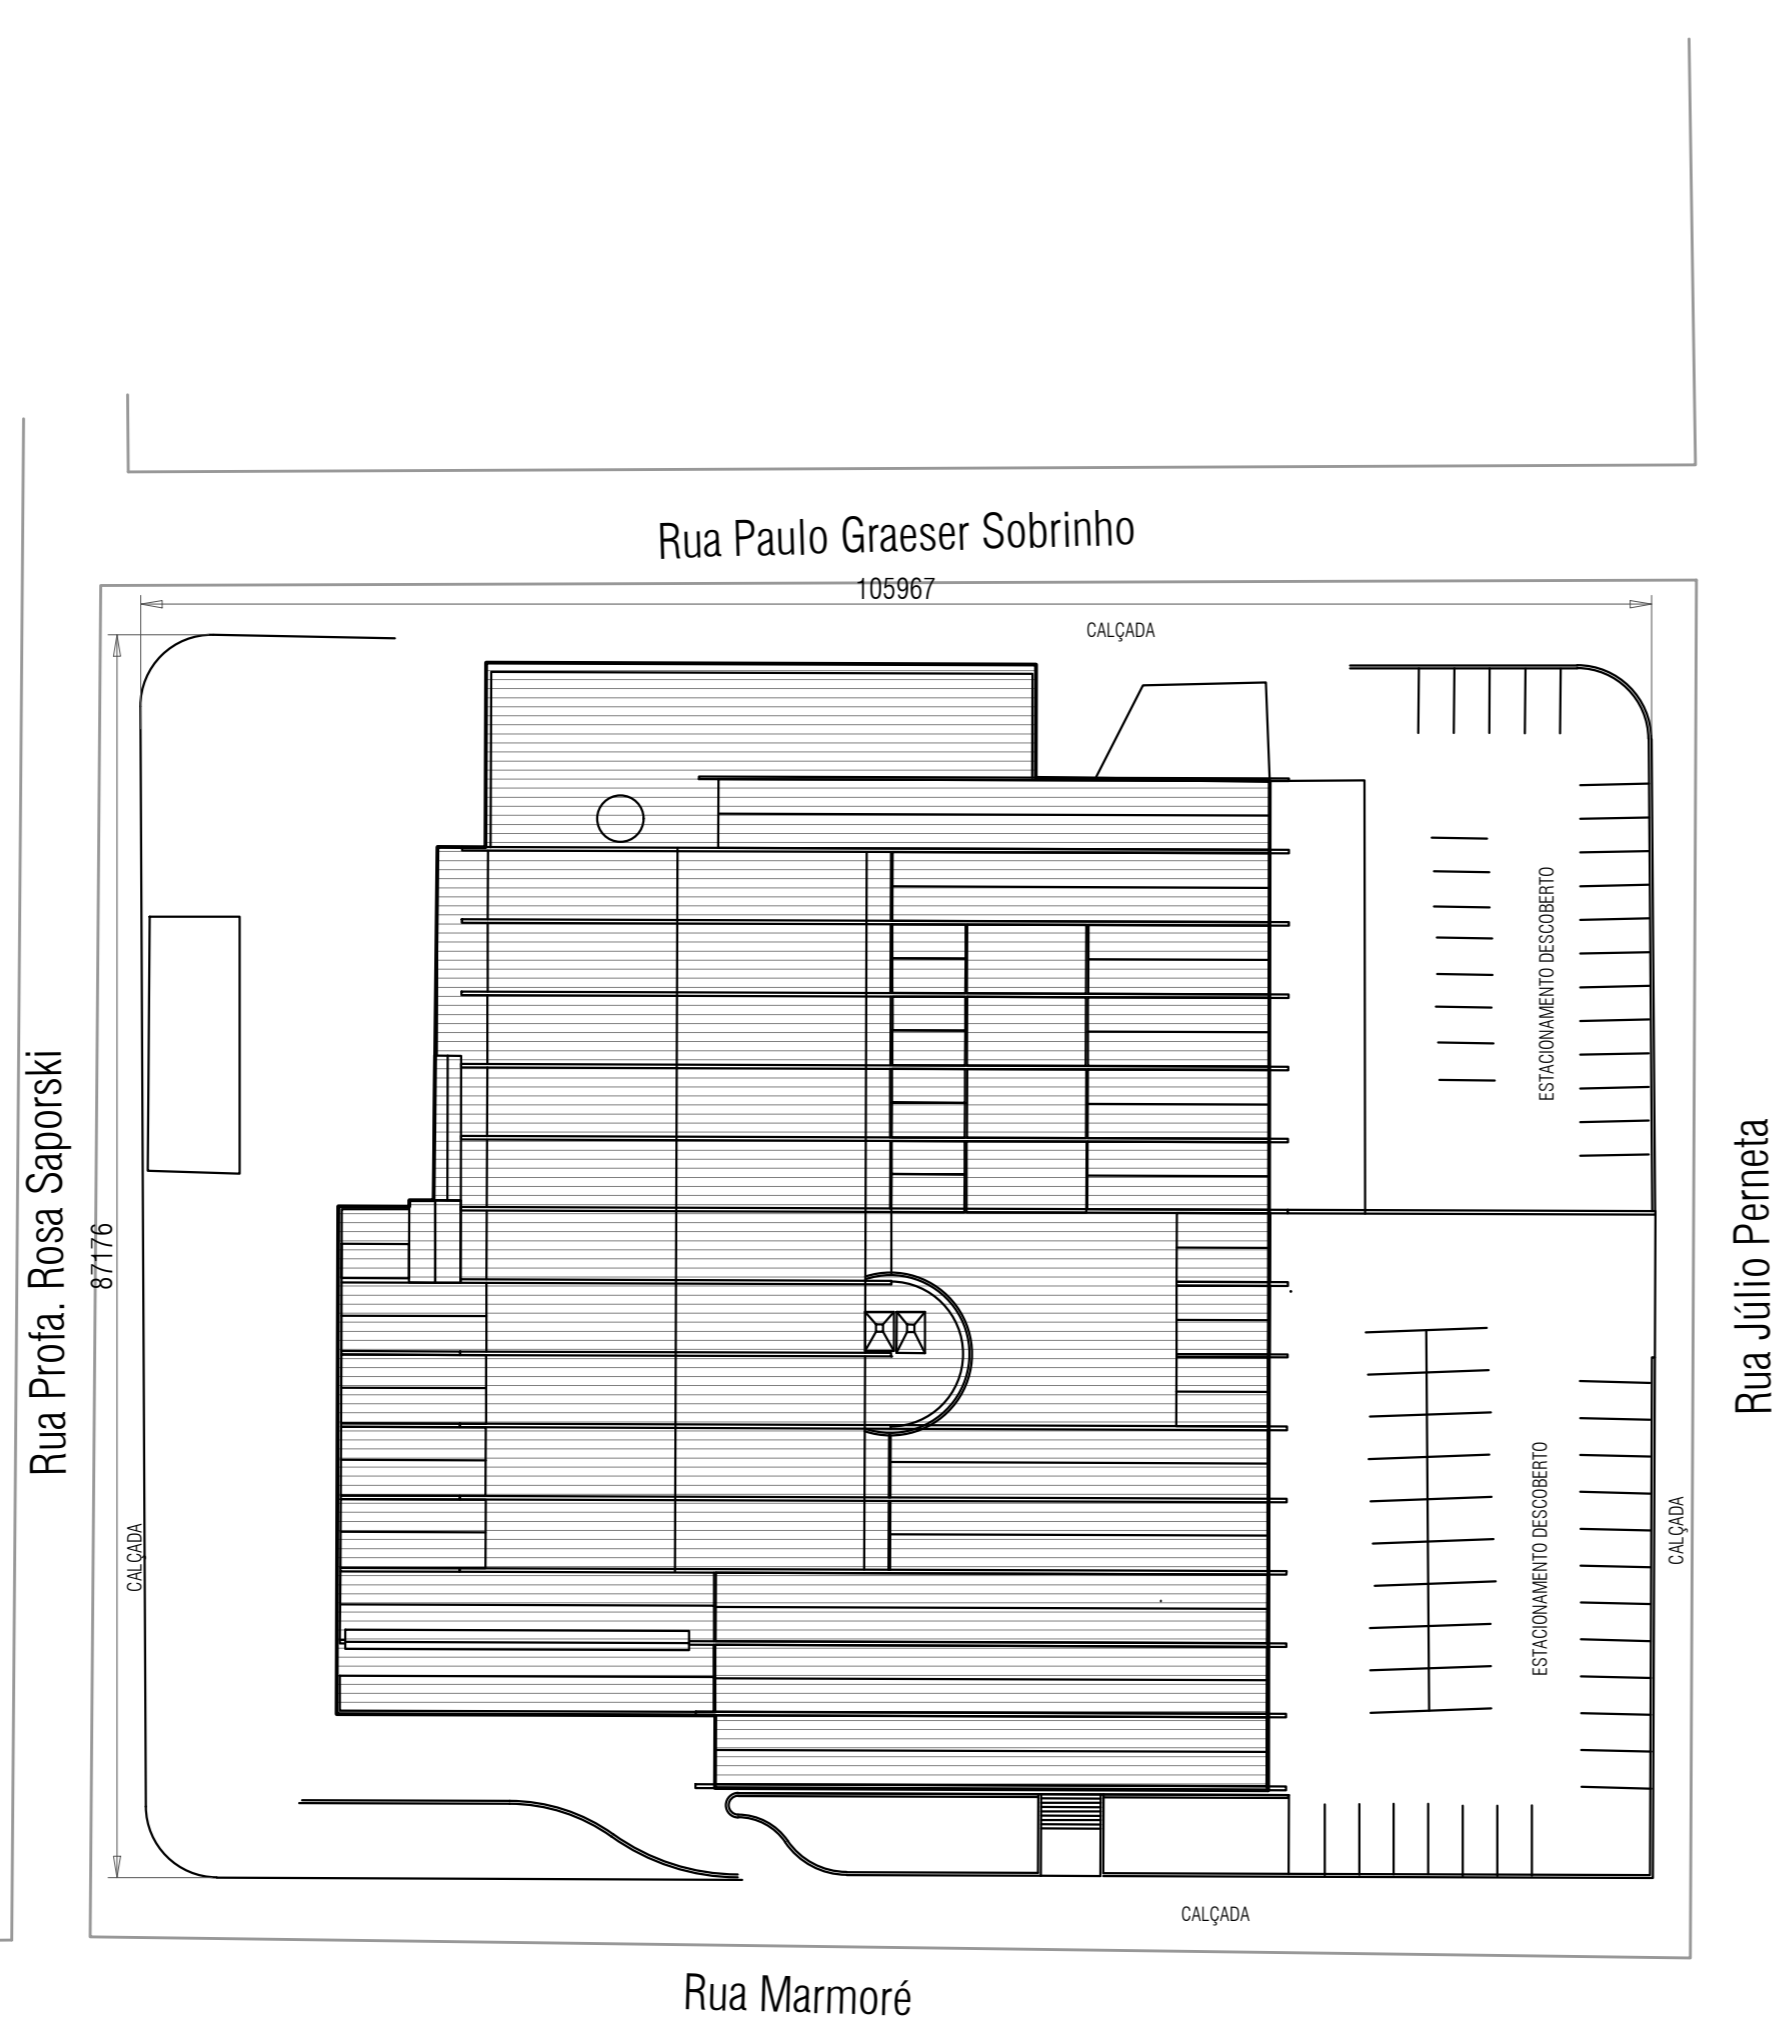 Rua Paulo Graeser Sobrinho
105967
CALÇADA
ESTACIONAMENTO DESCOBERTO
Rua Profa. Rosa Saporski
87176
Rua Júlio Perneta
CALÇADA
ESTACIONAMENTO DESCOBERTO
CALÇADA
CALÇADA
Rua Marmoré